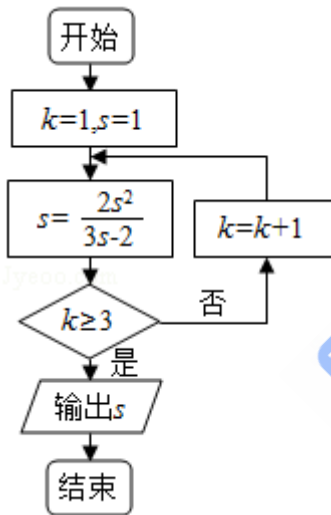 开始
k=1,s=1
s= 2s²/3s-2
k=k+1
k≥3
否
是
输出s
结束